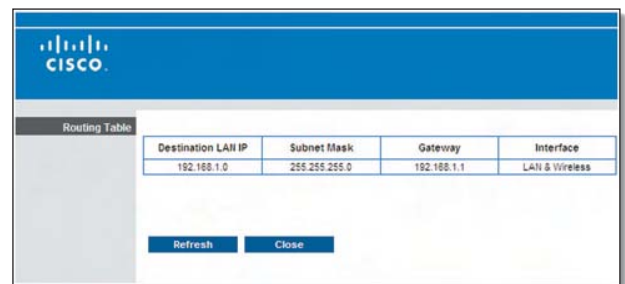 CISCO.
Routing Table
Destination LAN IP Subnet Mask Gateway Interface
192.168.1.0 255.255.255.0 192.168.1.1 LAN & Wireless
Refresh Close